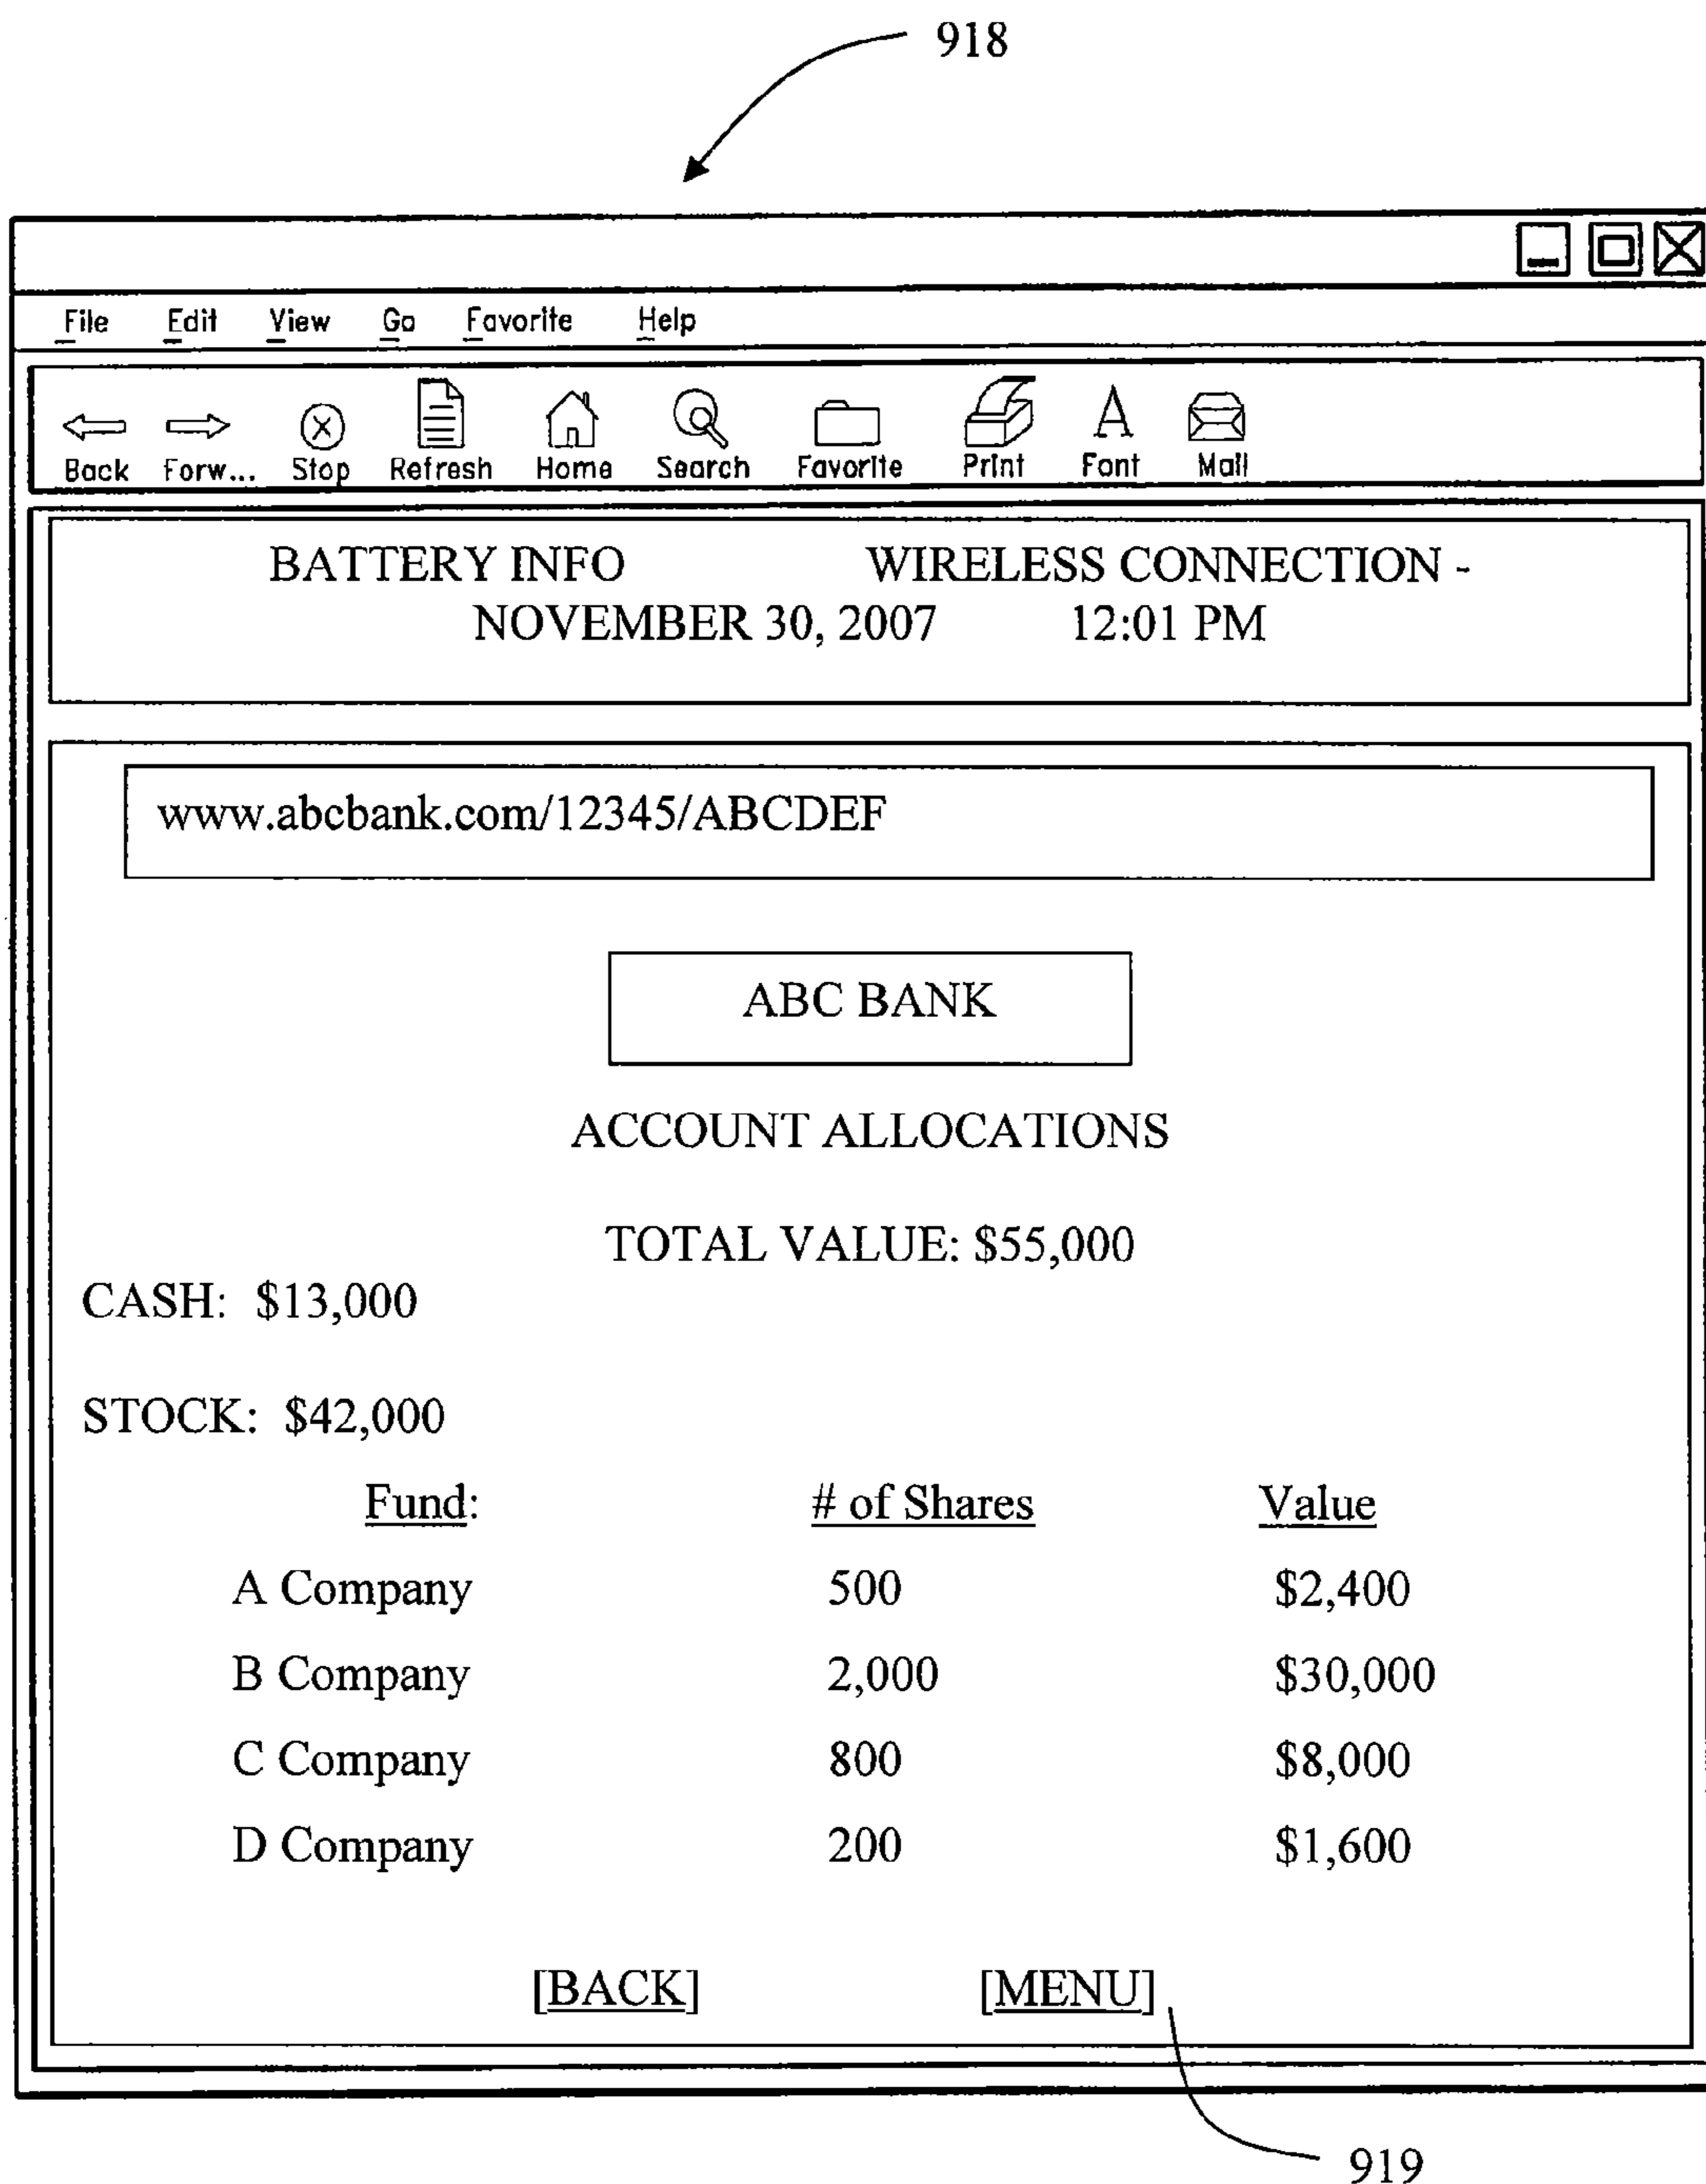 918
File Edit View Go Favorite Help
Back Forw... Stop Refresh Home Search Favorite Print Font Mail
BATTERY INFO WIRELESS CONNECTION -
NOVEMBER 30, 2007 12:01 PM
www.abcbank.com/12345/ABCDEF
ABC BANK
ACCOUNT ALLOCATIONS
TOTAL VALUE: $55,000
CASH: $13,000
STOCK: $42,000
Fund: # of Shares Value
A Company 500 $2,400
B Company 2,000 $30,000
C Company 800 $8,000
D Company 200 $1,600
[BACK] [MENU]
919